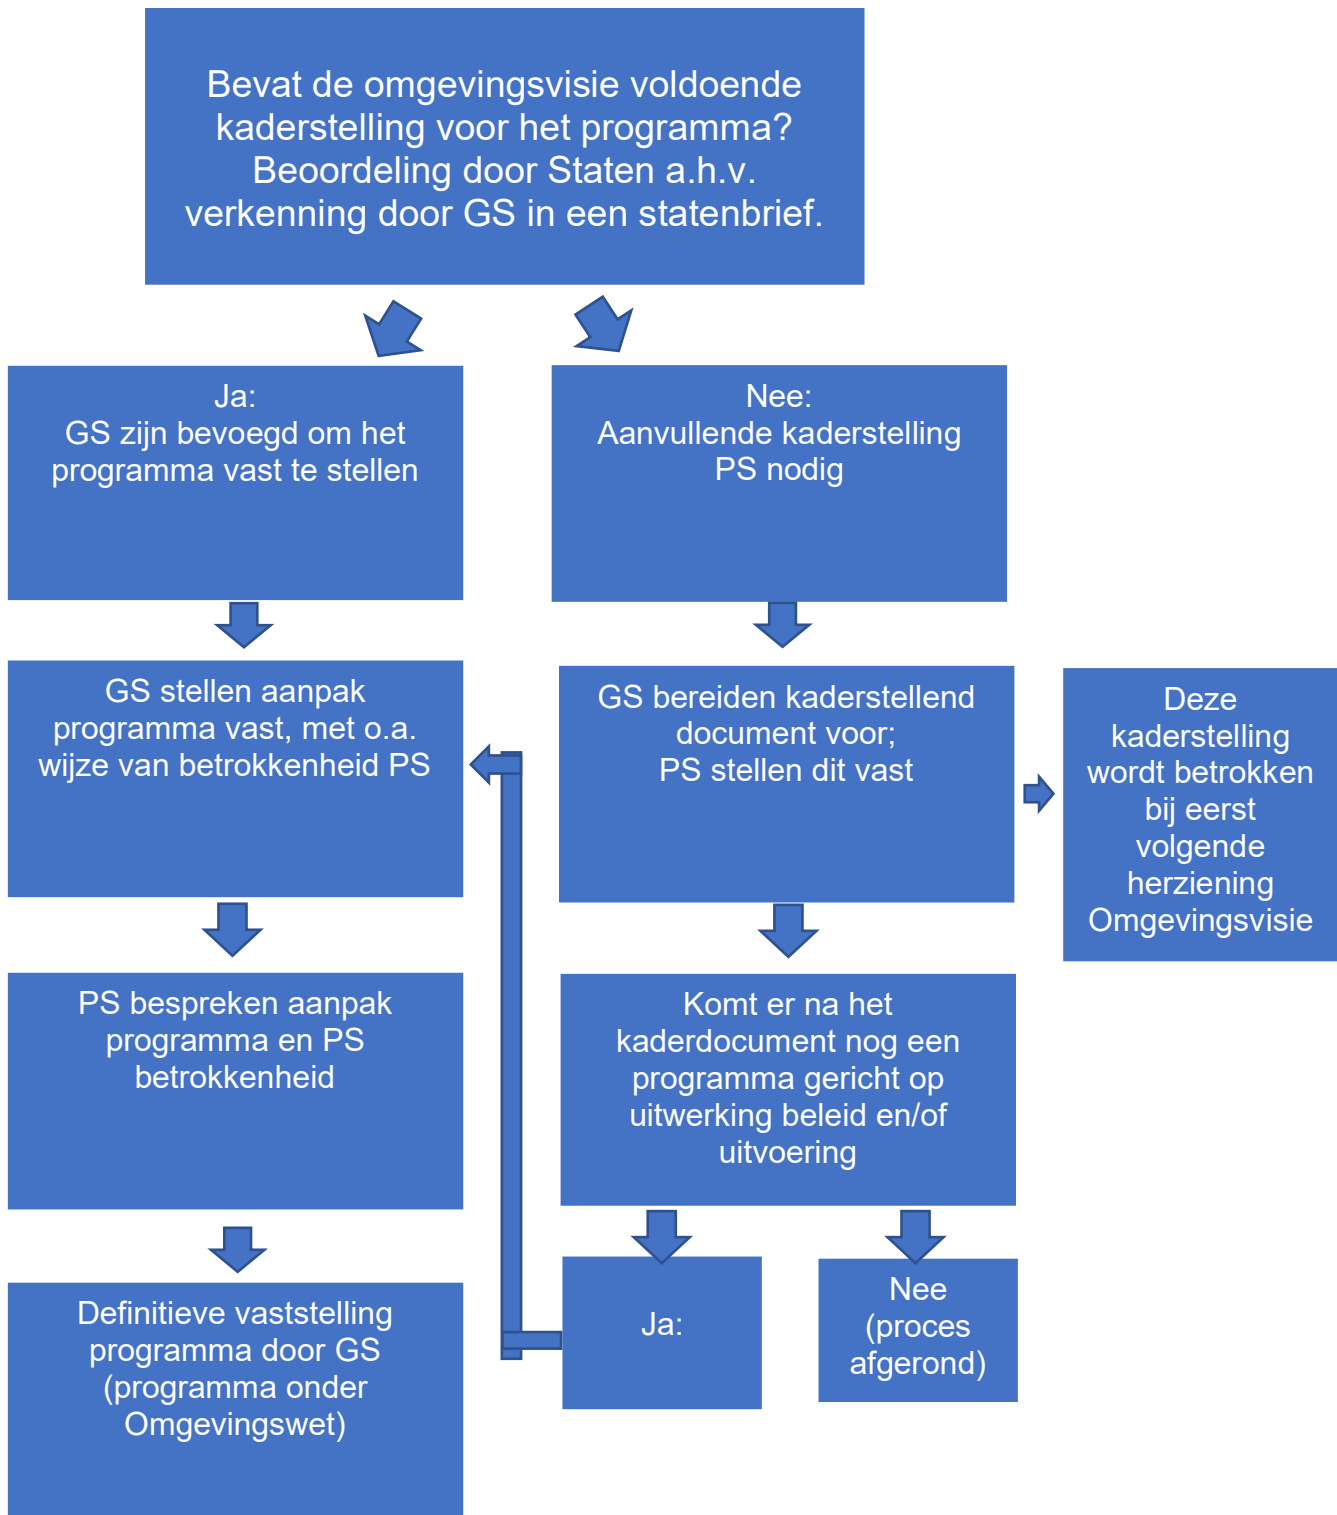 Bevat de omgevingsvisie voldoende
kaderstelling voor het programma?
Beoordeling door Staten a.h.v.
verkenning door GS in een statenbrief.
Ja:
GS zijn bevoegd om het
programma vast te stellen
Nee:
Aanvullende kaderstelling
PS nodig
GS stellen aanpak
programma vast, met o.a.
wijze van betrokkenheid PS
GS bereiden kaderstellend
document voor;
PS stellen dit vast
Deze
kaderstelling
wordt betrokken
bij eerst
volgende
herziening
Omgevingsvisie
PS bespreken aanpak
programma en PS
betrokkenheid
Komt er na het
kaderdocument nog een
programma gericht op
uitwerking beleid en/of
uitvoering
Definitieve vaststelling
programma door GS
(programma onder
Omgevingswet)
Ja:
Nee
(proces
afgerond)